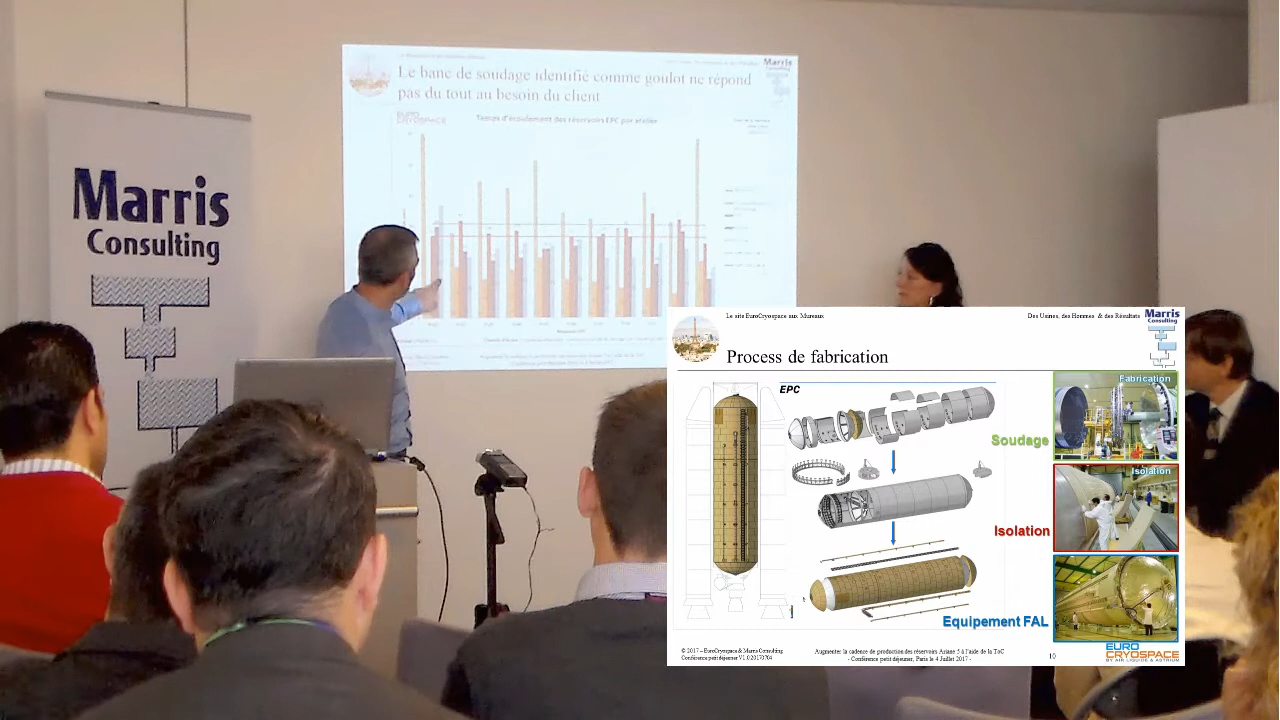 Marris
Consulting
Marris
Consulting
Le banc de soudage identifié comme goulot ne répond
pas du tout au besoin du client
EURO
CRYOSPACE
Temps d'écoulement des réservoirs EPC par atelier
Le site EuroCryospace aux Mureaux
Des Usines, des Hommes & des Résultats
Marris
Consulting
Process de fabrication
EPC
Fabrication
Soudage
Isolation
Isolation
Equipement FAL
© 2017 – EuroCryospace & Marris Consulting
Conférence petit déjeuner V1.0 20170704
Augmenter la cadence de production des réservoirs Ariane 5 à l'aide de la ToC
- Conférence petit déjeuner, Paris le 4 Juillet 2017 -
10
EURO
CRYOSPACE
BY AIR LIQUIDE & ASTRIUM